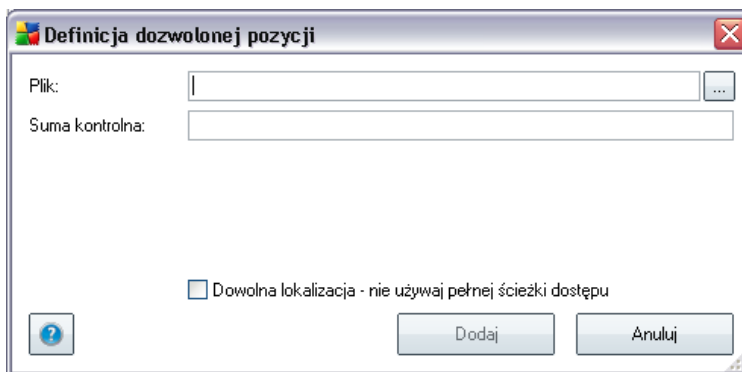 Definicja dozwolonej pozycji
Plik:
...
Suma kontrolna:
Dowolna lokalizacja - nie używaj pełnej ścieżki dostępu
?
Dodaj
Anuluj